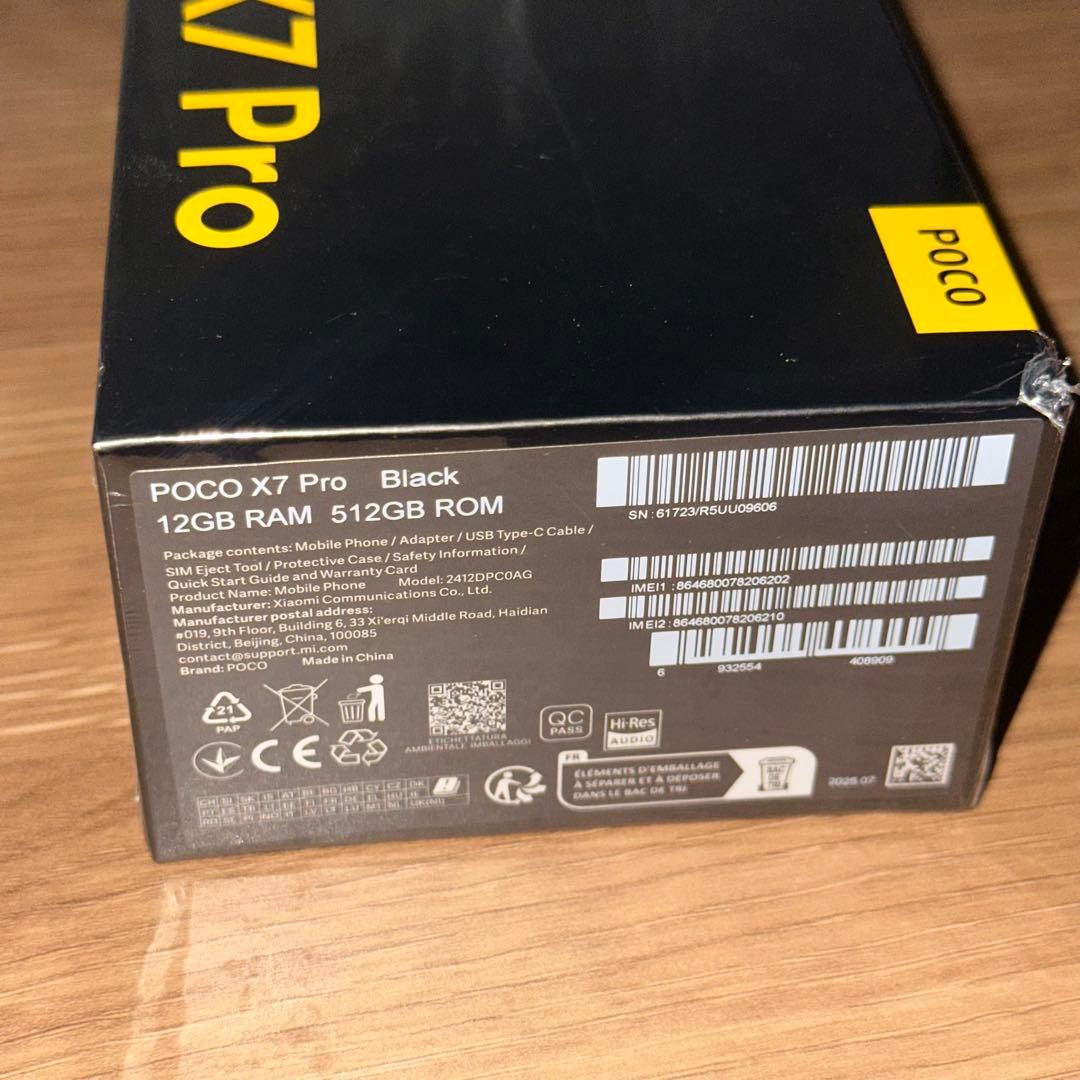 X7 Pro
POCO
POCO X7 Pro Black
12GB RAM 512GB ROM
Package contents: Mobile Phone / Adapter / USB Type-C Cable /
SIM Eject Tool / Protective Case / Safety Information /
Quick Start Guide and Warranty Card
Product Name: Mobile Phone Model: 2412DPC0AG
Manufacturer: Xiaomi Communications Co., Ltd.
Manufacturer postal address:
#019, 9th Floor, Building 6, 33 Xi'erqi Middle Road, Haidian
District, Beijing, China, 100085
contact@support.mi.com
Brand: POCO Made in China
SN : 61723/R5UU09606
IMEI1 : 864680078206202
IMEI2 : 864680078206210
6 932554 408909
21
PAP
CE
ETICHETTATURA
AMBIENTALE IMBALLAGGI
QC
PASS
Hi-Res
AUDIO
FR
ÉLÉMENTS D'EMBALLAGE
À SÉPARER ET À DÉPOSER
DANS LE BAC DE TRI
BAC
DE
TRI